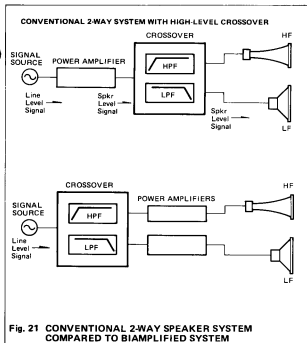 CONVENTIONAL 2-WAY SYSTEM WITH HIGH-LEVEL CROSSOVER
CROSSOVER
HF
SIGNAL
SOURCE
POWER AMPLIFIER
HPF
LPF
Line
Level
Signal
Spkr
Level
Signal
Spkr
Level
Signal
LF
CROSSOVER
HF
SIGNAL
SOURCE
POWER AMPLIFIERS
HPF
LPF
Line
Level
Signal
LF
Fig. 21 CONVENTIONAL 2-WAY SPEAKER SYSTEM
COMPARED TO BIAMPLIFIED SYSTEM